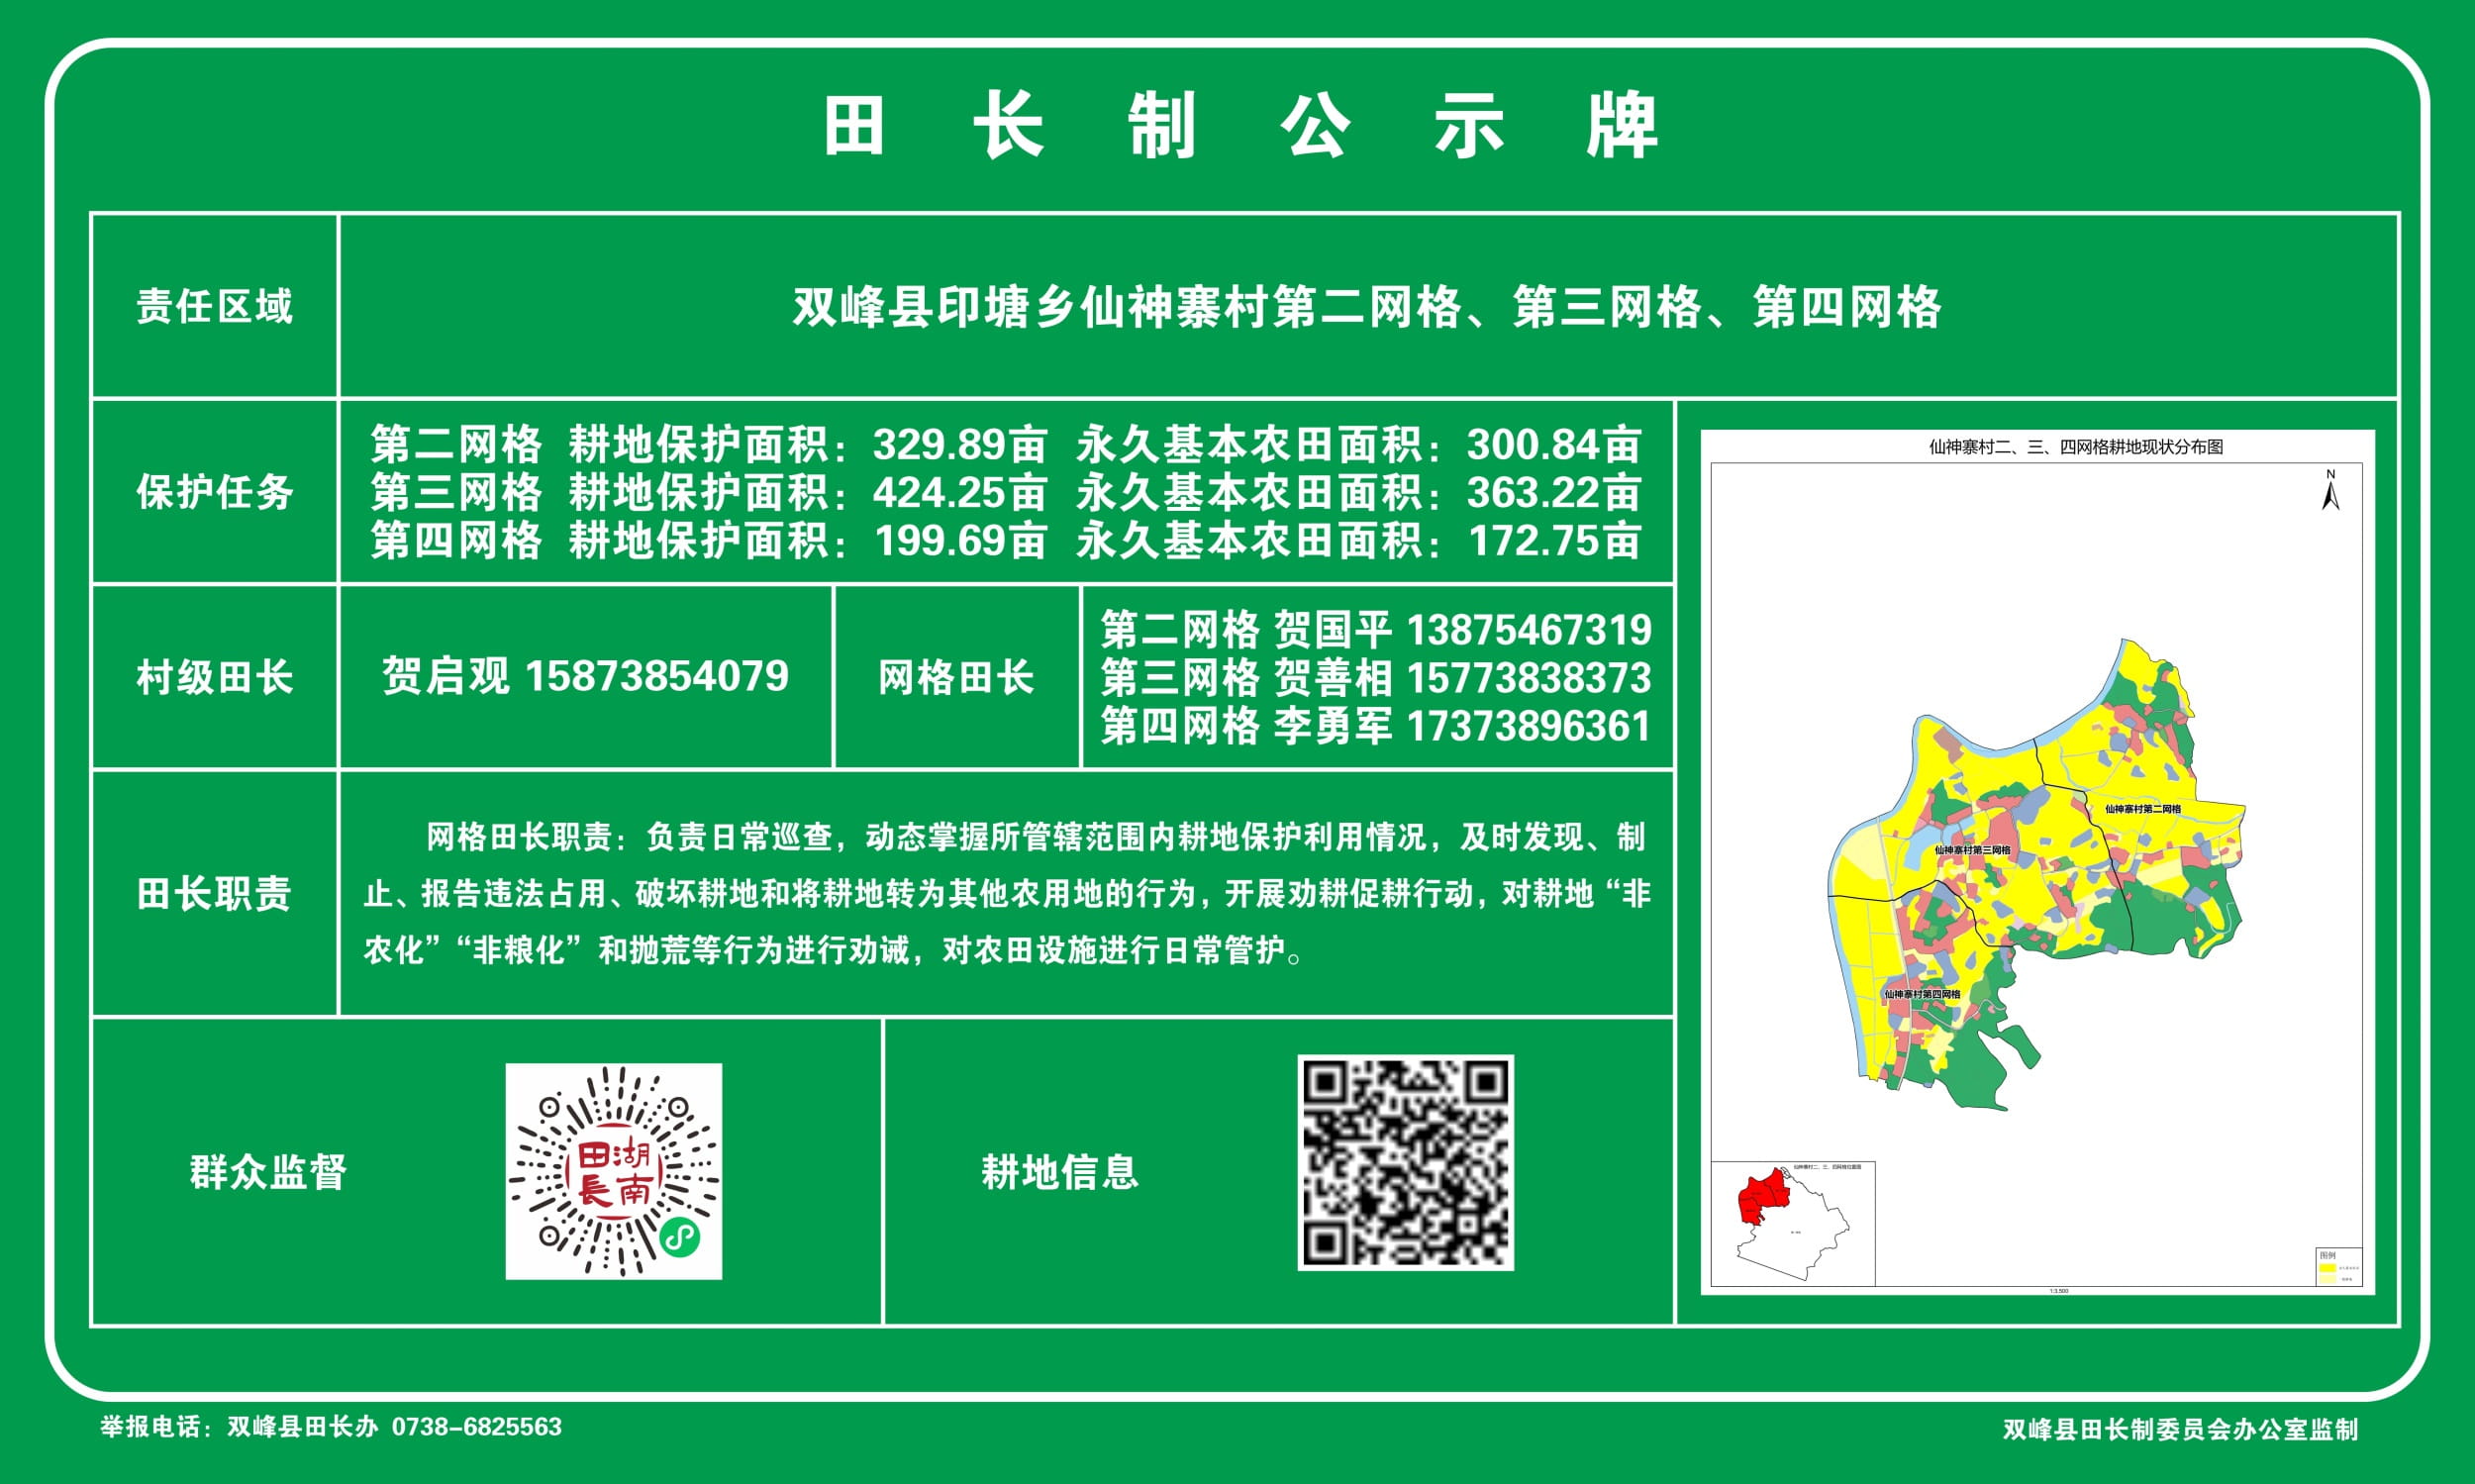 田长制公示牌
责任区域
双峰县印塘乡仙神寨村第二网格、第三网格、第四网格
保护任务
第二网格 耕地保护面积：329.89亩 永久基本农田面积：300.84亩
第三网格 耕地保护面积：424.25亩 永久基本农田面积：363.22亩
第四网格 耕地保护面积：199.69亩 永久基本农田面积：172.75亩
村级田长
贺启观 15873854079
网格田长
第二网格 贺国平 13875467319
第三网格 贺善相 15773838373
第四网格 李勇军 17373896361
田长职责
网格田长职责：负责日常巡查，动态掌握所管辖范围内耕地保护利用情况，及时发现、制
止、报告违法占用、破坏耕地和将耕地转为其他农用地的行为，开展劝耕促耕行动，对耕地“非
农化”“非粮化”和抛荒等行为进行劝诫，对农田设施进行日常管护。
群众监督
湖南
田長
耕地信息
仙神寨村二、三、四网格耕地现状分布图
N
仙神寨村第二网格
仙神寨村第三网格
仙神寨村第四网格
仙神寨村二、三、四网格位置图
图例
1:3,500
举报电话：双峰县田长办 0738-6825563
双峰县田长制委员会办公室监制